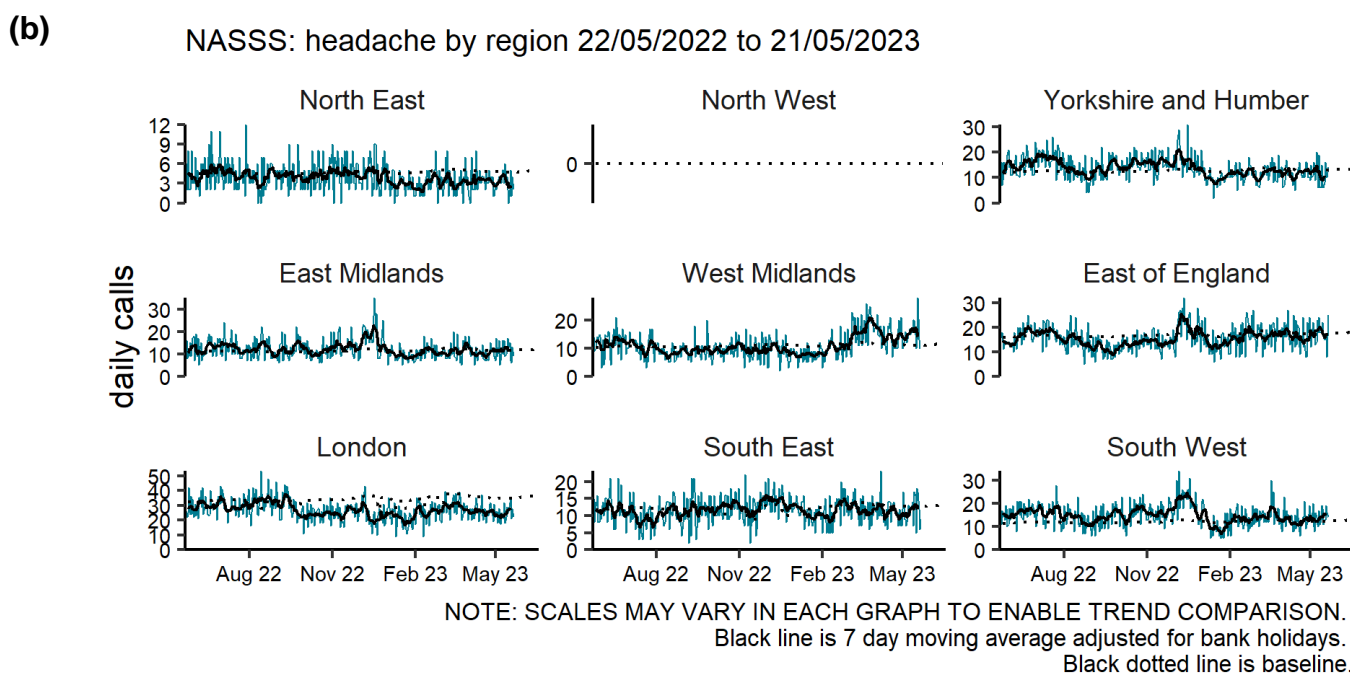 (b)
NASSS: headache by region 22/05/2022 to 21/05/2023
North East
North West
Yorkshire and Humber
12
9
6
3
0
0
30
20
10
0
daily calls
East Midlands
West Midlands
East of England
30
20
10
0
20
10
0
30
20
10
0
London
South East
South West
50
40
30
20
10
0
20
15
10
5
0
30
20
10
0
Aug 22 Nov 22 Feb 23 May 23
Aug 22 Nov 22 Feb 23 May 23
Aug 22 Nov 22 Feb 23 May 23
NOTE: SCALES MAY VARY IN EACH GRAPH TO ENABLE TREND COMPARISON.
Black line is 7 day moving average adjusted for bank holidays.
Black dotted line is baseline.